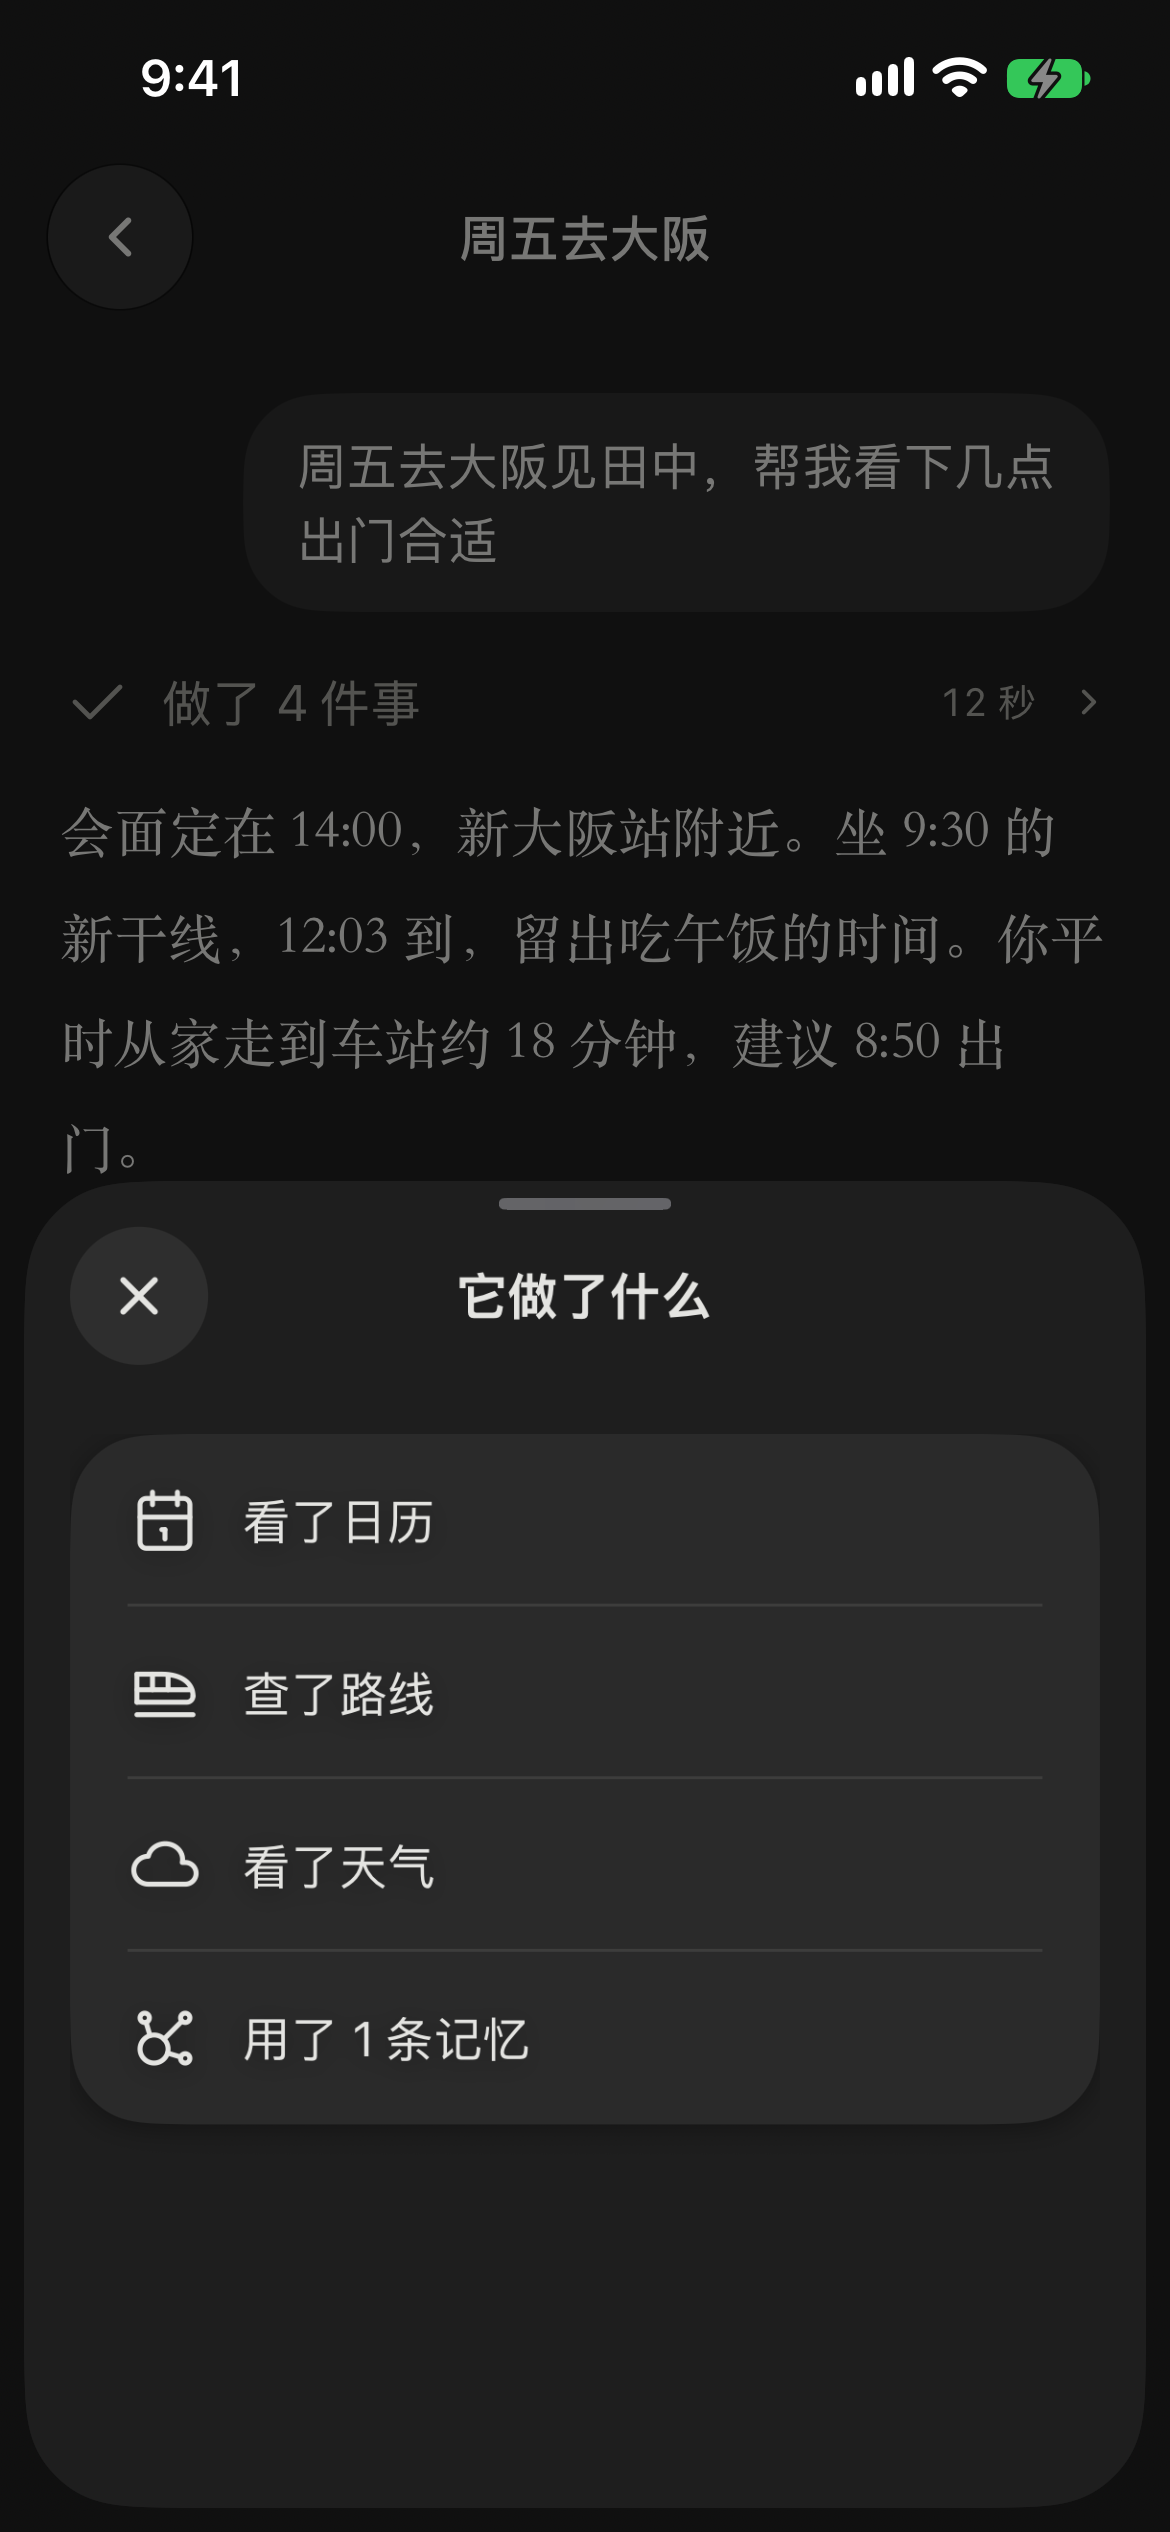 9:41
周五去大阪
周五去大阪见田中，帮我看下几点
出门合适
做了 4 件事
12 秒
会面定在 14:00，新大阪站附近。坐 9:30 的
新干线，12:03 到，留出吃午饭的时间。你平
时从家走到车站约 18 分钟，建议 8:50 出
门。
它做了什么
看了日历
查了路线
看了天气
用了 1 条记忆